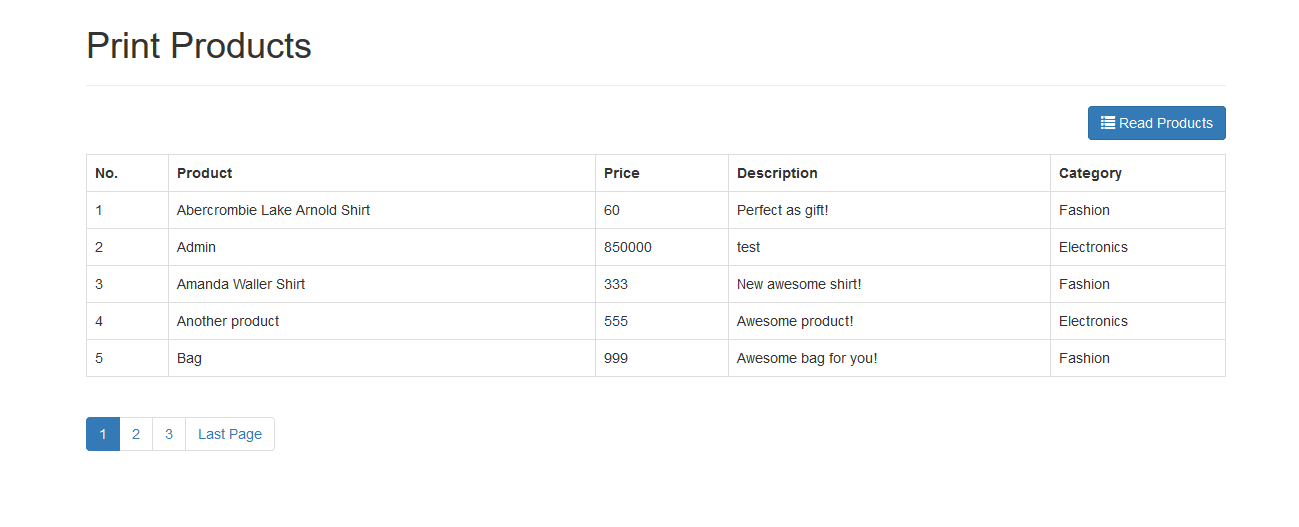 Print Products
Read Products
No. Product Price Description Category
1 Abercrombie Lake Arnold Shirt 60 Perfect as gift! Fashion
2 Admin 850000 test Electronics
3 Amanda Waller Shirt 333 New awesome shirt! Fashion
4 Another product 555 Awesome product! Electronics
5 Bag 999 Awesome bag for you! Fashion
1 2 3 Last Page